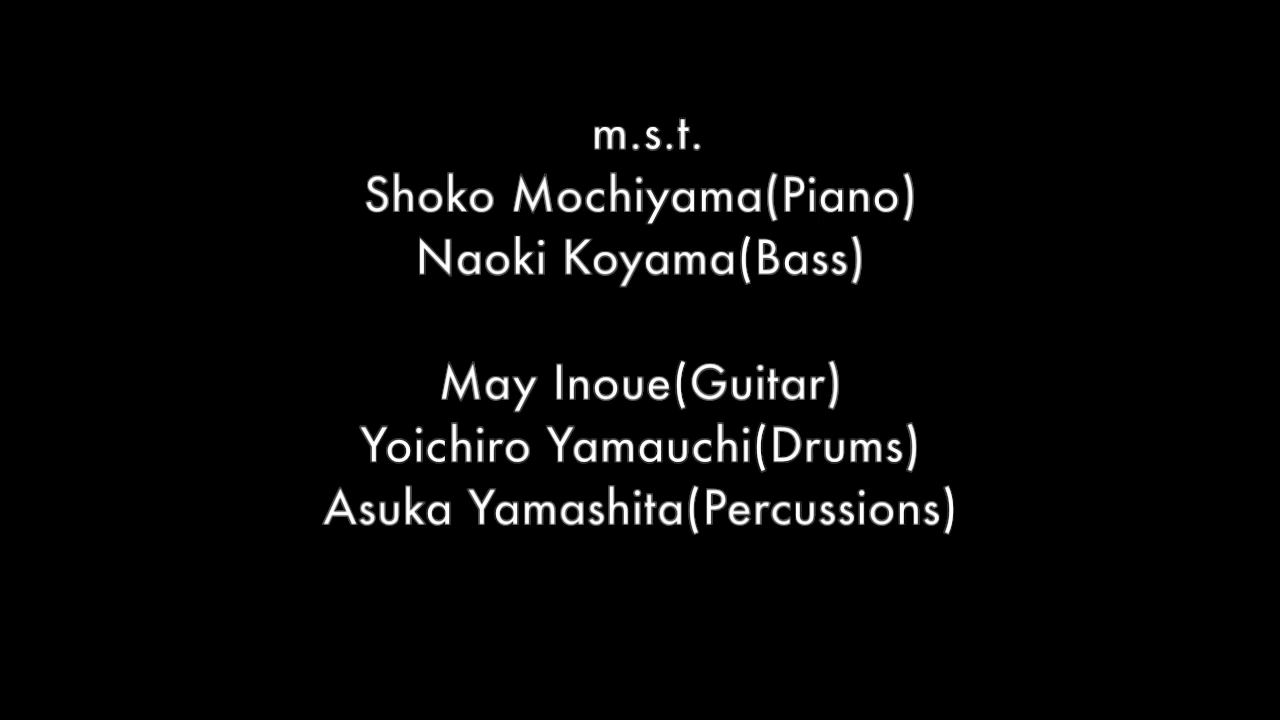 m.s.t.
Shoko Mochiyama(Piano)
Naoki Koyama(Bass)
May Inoue(Guitar)
Yoichiro Yamauchi(Drums)
Asuka Yamashita(Percussions)